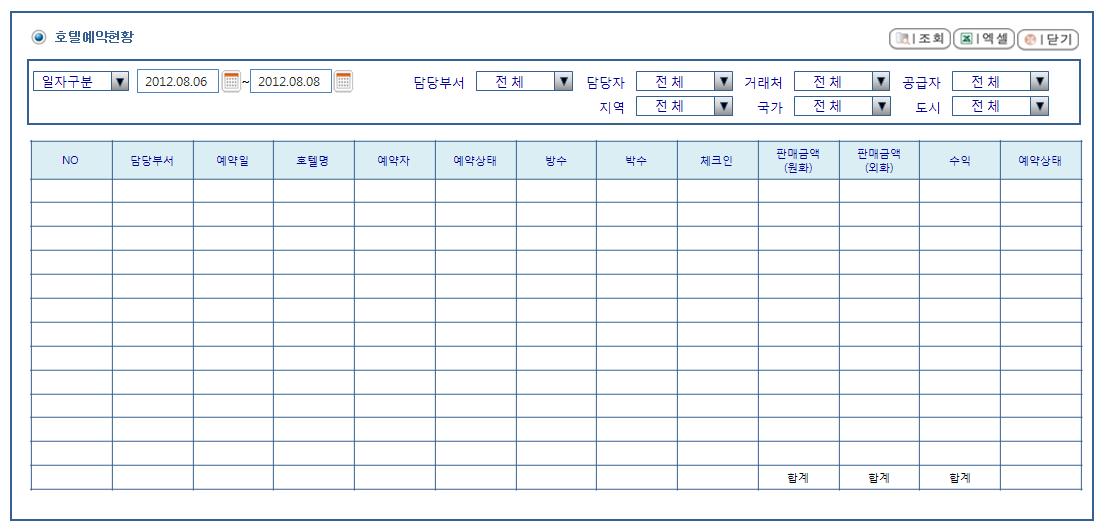 호텔예약현황
조회
엑셀
닫기
일자구분 2012.08.06 ~ 2012.08.08 담당부서 전 체 담당자 전 체 거래처 전 체 공급자 전 체
지역 전 체 국가 전 체 도시 전 체
NO 담당부서 예약일 호텔명 예약자 예약상태 방수 박수 체크인 판매금액 (원화) 판매금액 (외화) 수익 예약상태
합계 합계 합계